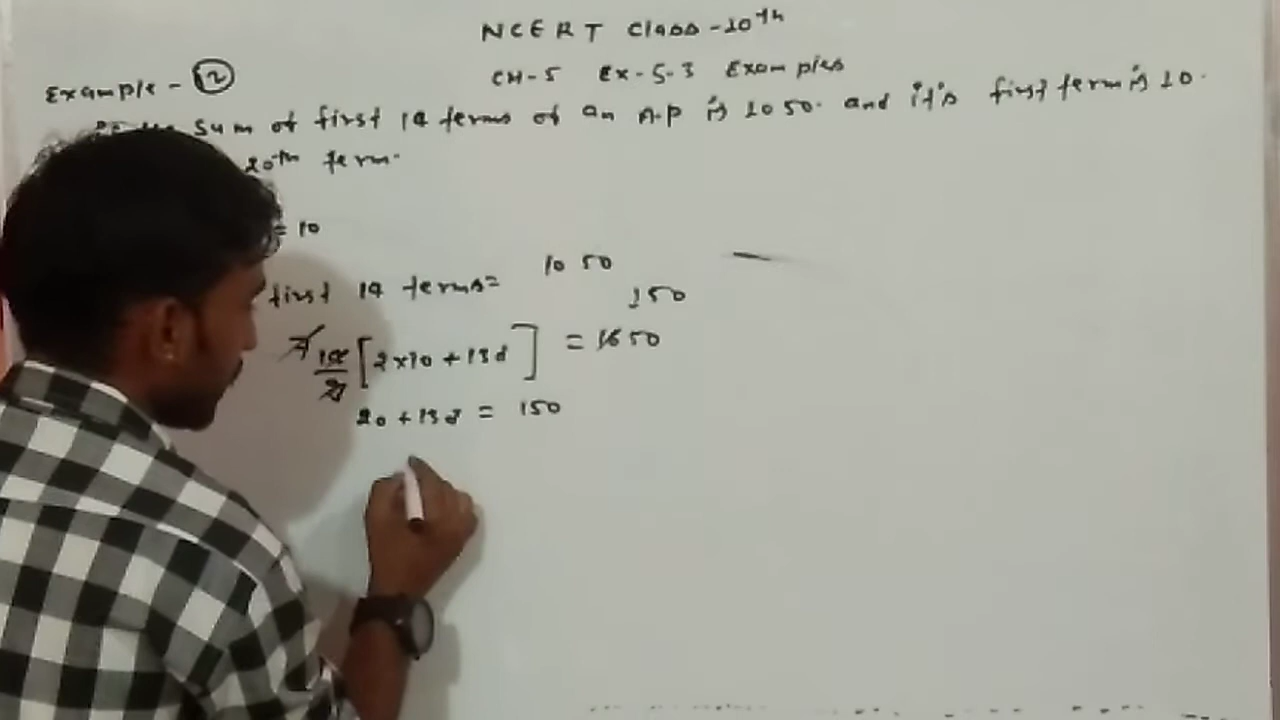 NCERT Class-10th
CH-5 Ex-5.3 Examples
Example - 12
Sum of first 14 terms of an A.P is 1050. and it's first term is 10.
20th term.
= 10
first 14 terms = 1050
150
7 14/2 [2×10 + 13d] = 1050
20 + 13d = 150